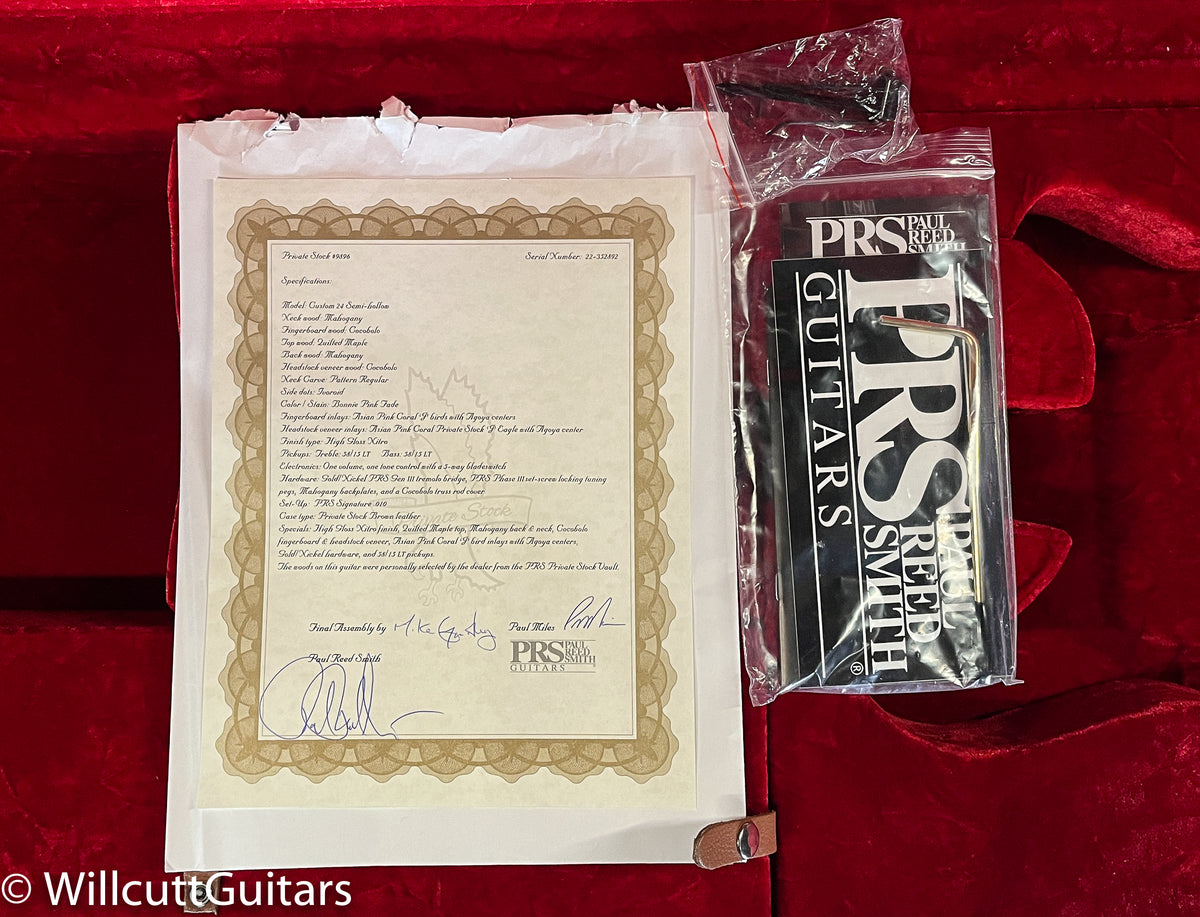 Private Stock #9896 Serial Number: 22-352892
Specifications:
Model: Custom 24 Semi-hollow
Neck wood: Mahogany
Fingerboard wood: Cocobolo
Top wood: Quilted Maple
Back wood: Mahogany
Headstock veneer wood: Cocobolo
Neck Carve: Pattern Regular
Side dots: Ivoroid
Color / Stain: Bonnie Pink Fade
Fingerboard inlays: Asian Pink Coral 'J' birds with Agoya centers
Headstock veneer inlays: Asian Pink Coral Private Stock 'J' Eagle with Agoya center
Finish type: High Gloss Nitro
Pickups: Treble: 58/15 LT Bass: 58/15 LT
Electronics: One volume, one tone control with a 5-way bladeswitch
Hardware: Gold/Nickel PRS Gen III tremolo bridge, PRS Phase III set-screw locking tuning
pegs, Mahogany backplates, and a Cocobolo truss rod cover
Set-Up: PRS Signature .010
Case type: Private Stock Brown leather
Specials: High Gloss Nitro finish, Quilted Maple top, Mahogany back & neck, Cocobolo
fingerboard & headstock veneer, Asian Pink Coral 'J' bird inlays with Agoya centers,
Gold/Nickel hardware, and 58/15 LT pickups.
The woods on this guitar were personally selected by the dealer from the PRS Private Stock Vault.
Private Stock
Final Assembly by Mike Paul Miles
Paul Reed Smith
PRS PAUL REED SMITH
GUITARS
PRS PAUL REED SMITH
PRS PAUL REED SMITH®
GUITARS
© WillcuttGuitars